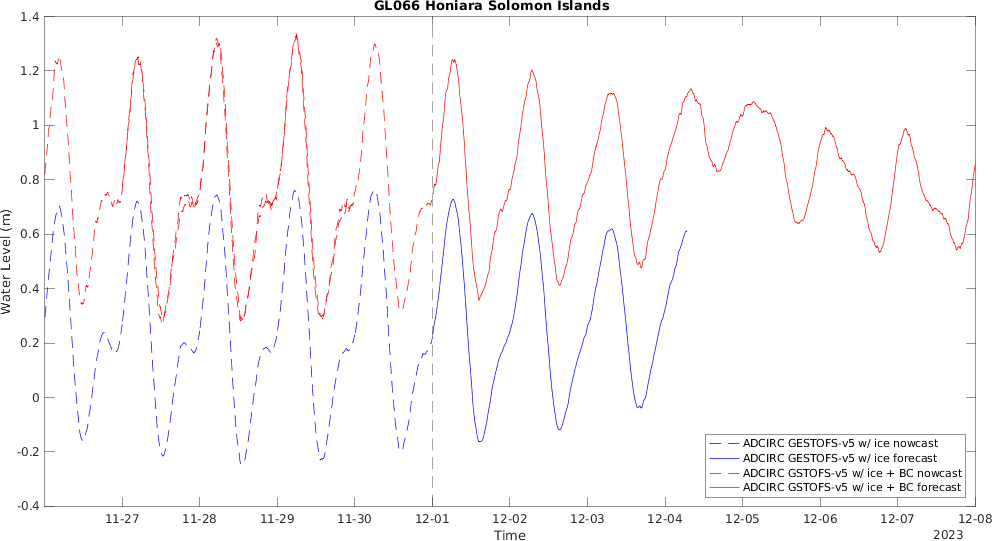 GL066 Honiara Solomon Islands
1.4
1.2
1
0.8
0.6
0.4
0.2
0
-0.2
-0.4
Water Level (m)
ADCIRC GESTOFS-v5 w/ ice nowcast
ADCIRC GESTOFS-v5 w/ ice forecast
ADCIRC GSTOFS-v5 w/ ice + BC nowcast
ADCIRC GSTOFS-v5 w/ ice + BC forecast
11-27 11-28 11-29 11-30 12-01 12-02 12-03 12-04 12-05 12-06 12-07 12-08
Time
2023